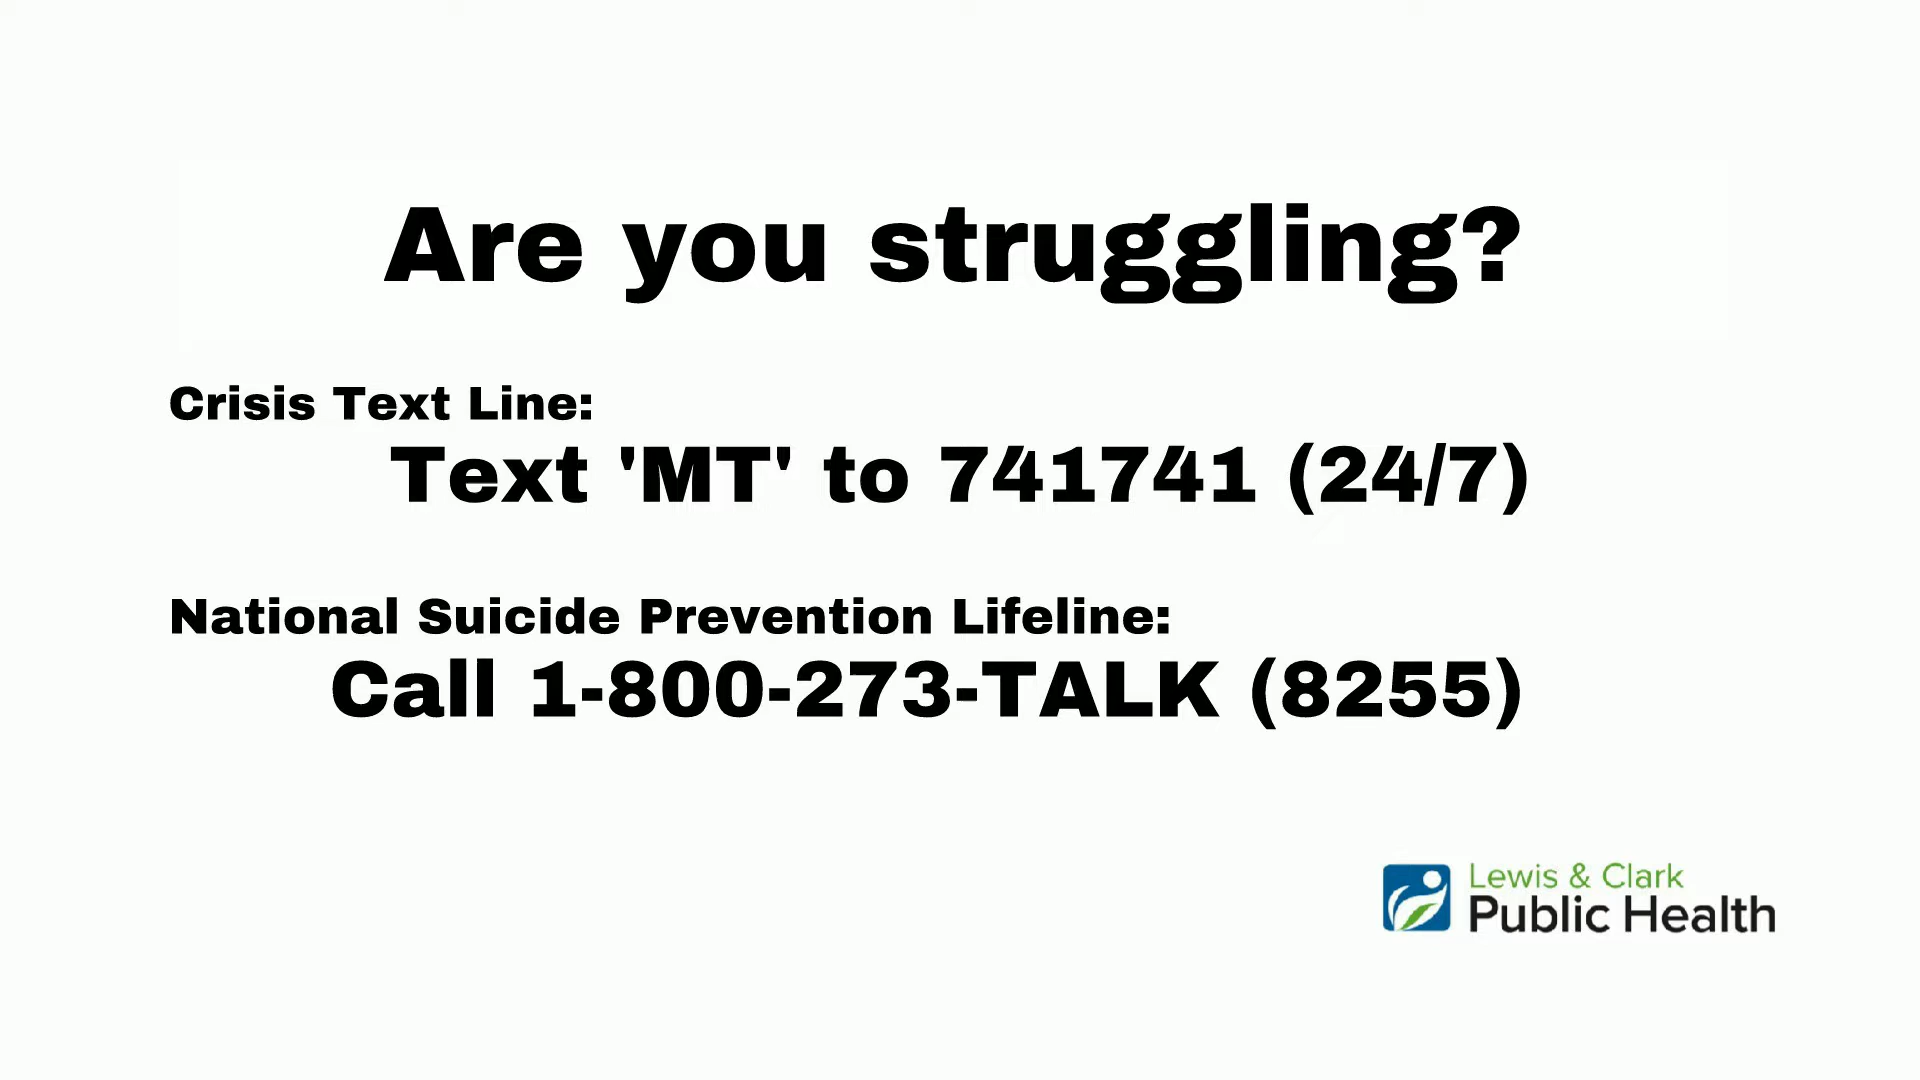 Are you struggling?
Crisis Text Line:
Text 'MT' to 741741 (24/7)
National Suicide Prevention Lifeline:
Call 1-800-273-TALK (8255)
Lewis & Clark
Public Health